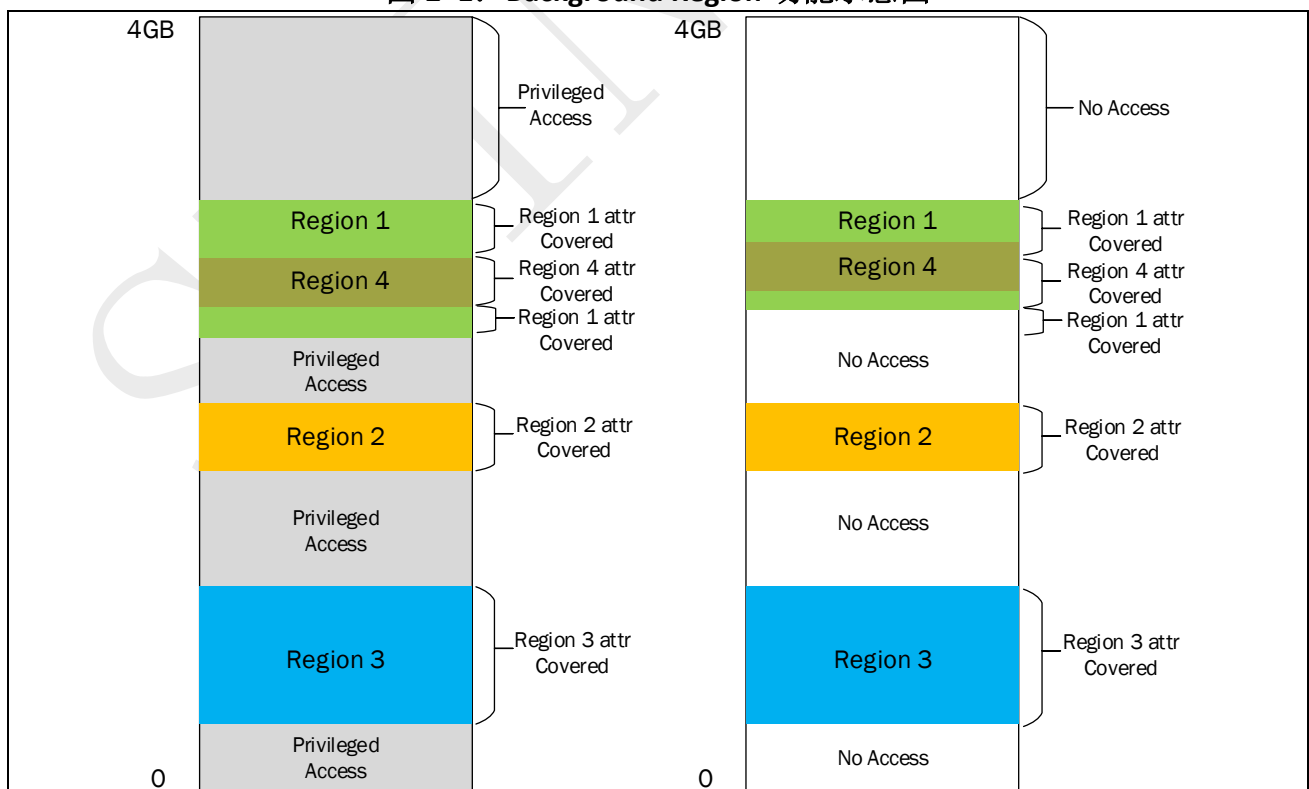 4GB
Privileged
Access
Region 1
Region 1 attr
Covered
Region 4
Region 4 attr
Covered
Region 1 attr
Covered
Privileged
Access
Region 2
Region 2 attr
Covered
Privileged
Access
Region 3
Region 3 attr
Covered
Privileged
Access
0
4GB
No Access
Region 1
Region 1 attr
Covered
Region 4
Region 4 attr
Covered
Region 1 attr
Covered
No Access
Region 2
Region 2 attr
Covered
No Access
Region 3
Region 3 attr
Covered
No Access
0